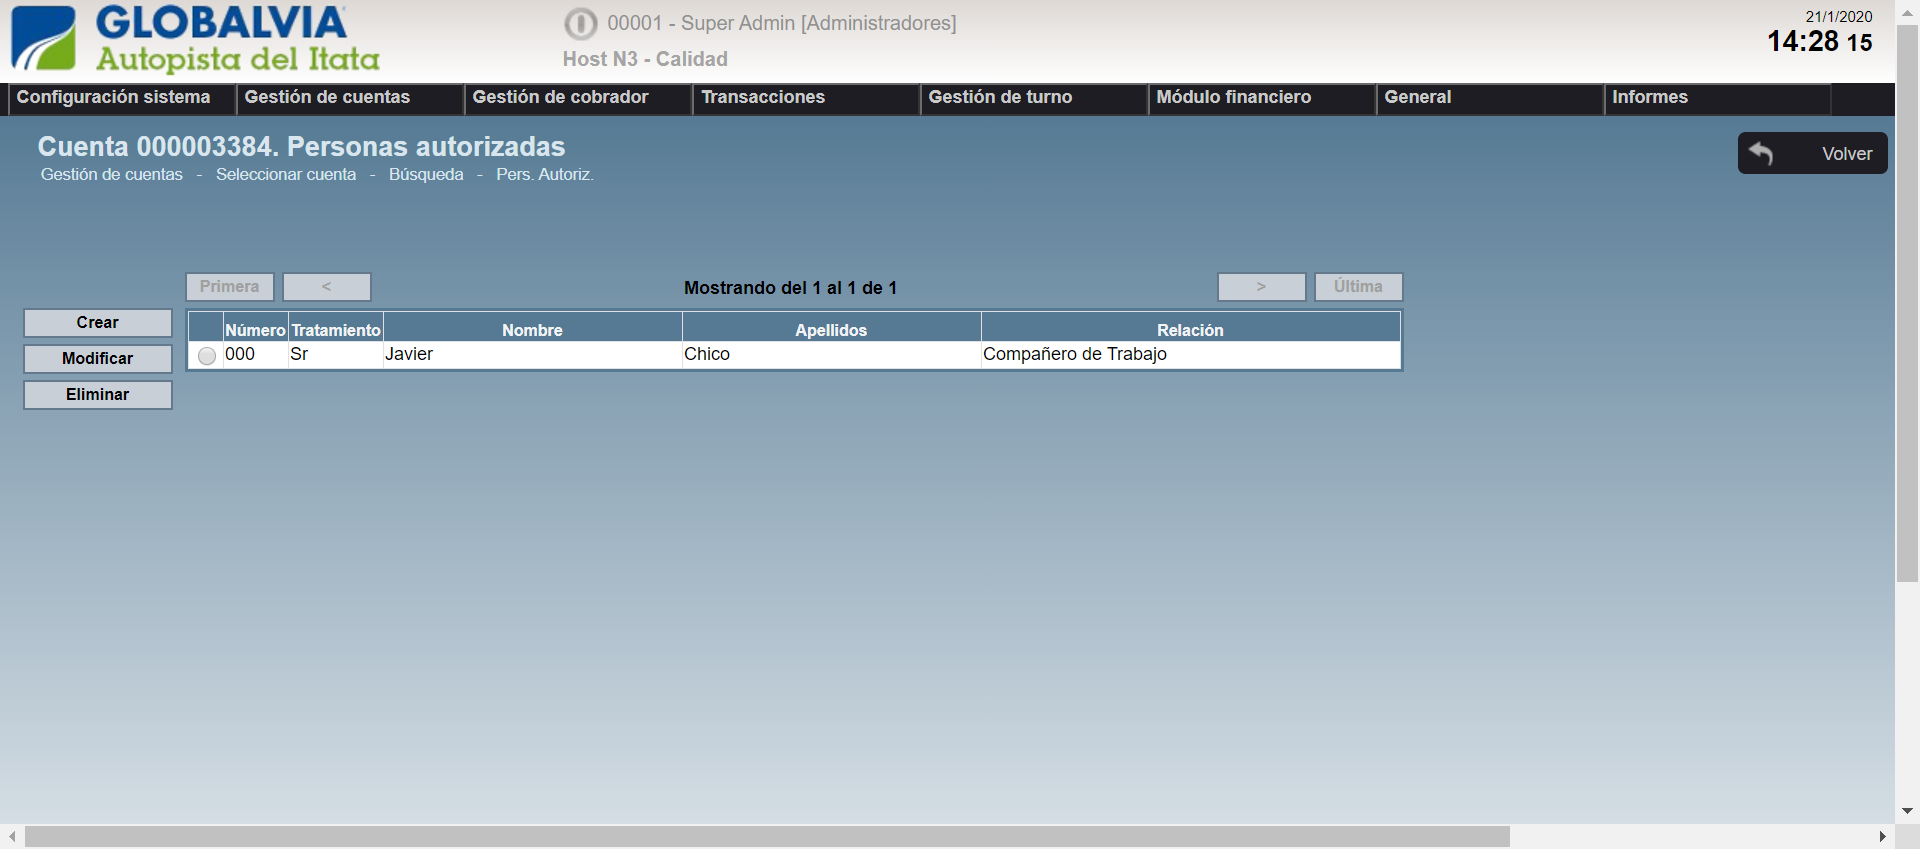 GLOBALVIA
Autopista del Itata
00001 - Super Admin [Administradores]
Host N3 - Calidad
21/1/2020
14:28 15
Configuración sistema Gestión de cuentas Gestión de cobrador Transacciones Gestión de turno Módulo financiero General Informes
Cuenta 000003384. Personas autorizadas
Gestión de cuentas - Seleccionar cuenta - Búsqueda - Pers. Autoriz.
Volver
Primera < Mostrando del 1 al 1 de 1 > Última
Crear
Modificar
Eliminar
Número Tratamiento Nombre Apellidos Relación
000 Sr Javier Chico Compañero de Trabajo